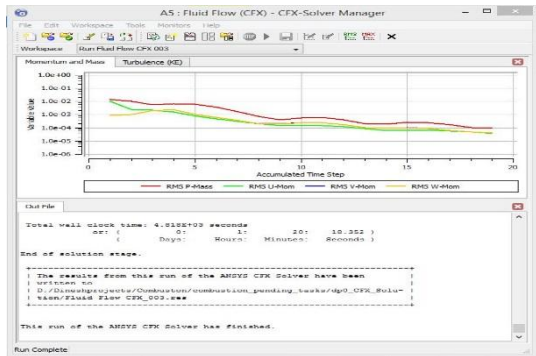 A5 : Fluid Flow (CFX) - CFX-Solver Manager
File Edit Workspace Tools Monitors Help
Workspace Run Fluid Flow CFX 003
Momentum and Mass Turbulence (KE)
1.0e+00
1.0e-01
1.0e-02
1.0e-03
1.0e-04
1.0e-05
1.0e-06
Variable Value
0 5 10 15 20
Accumulated Time Step
RMS P-Mass RMS U-Mom RMS V-Mom RMS W-Mom
Out File
Total wall clock time: 4.818E+03 seconds
or: ( 0: 1: 20: 18.352 )
( Days: Hours: Minutes: Seconds )
End of solution stage.
| The results from this run of the ANSYS CFX Solver have been |
| written to |
| D:/Dineshprojects/Combuston/combustion_pending_tasks/dp0_CFX_Solu- |
| tion/Fluid Flow CFX_003.res |
This run of the ANSYS CFX Solver has finished.
Run Complete